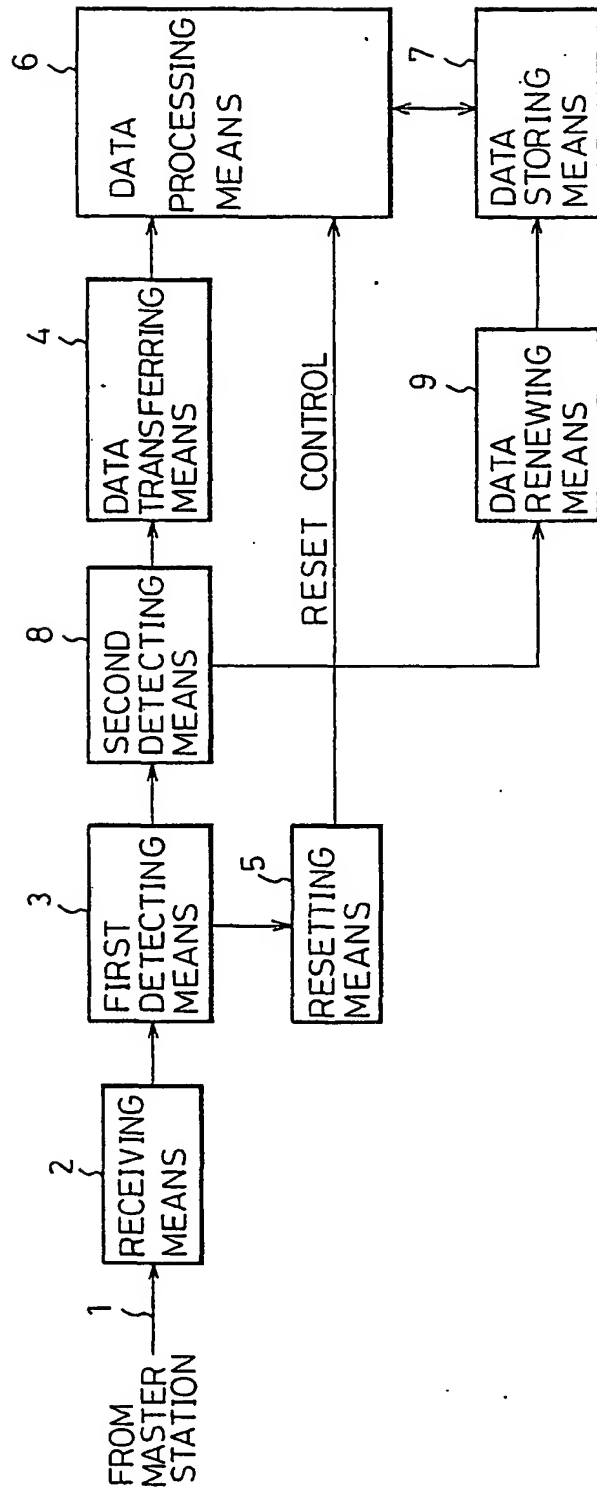 1
FROM
MASTER
STATION
2
RECEIVING
MEANS
3
FIRST
DETECTING
MEANS
5
RESETTING
MEANS
8
SECOND
DETECTING
MEANS
4
DATA
TRANSFERRING
MEANS
RESET CONTROL
9
DATA
RENEWING
MEANS
6
DATA
PROCESSING
MEANS
7
DATA
STORING
MEANS